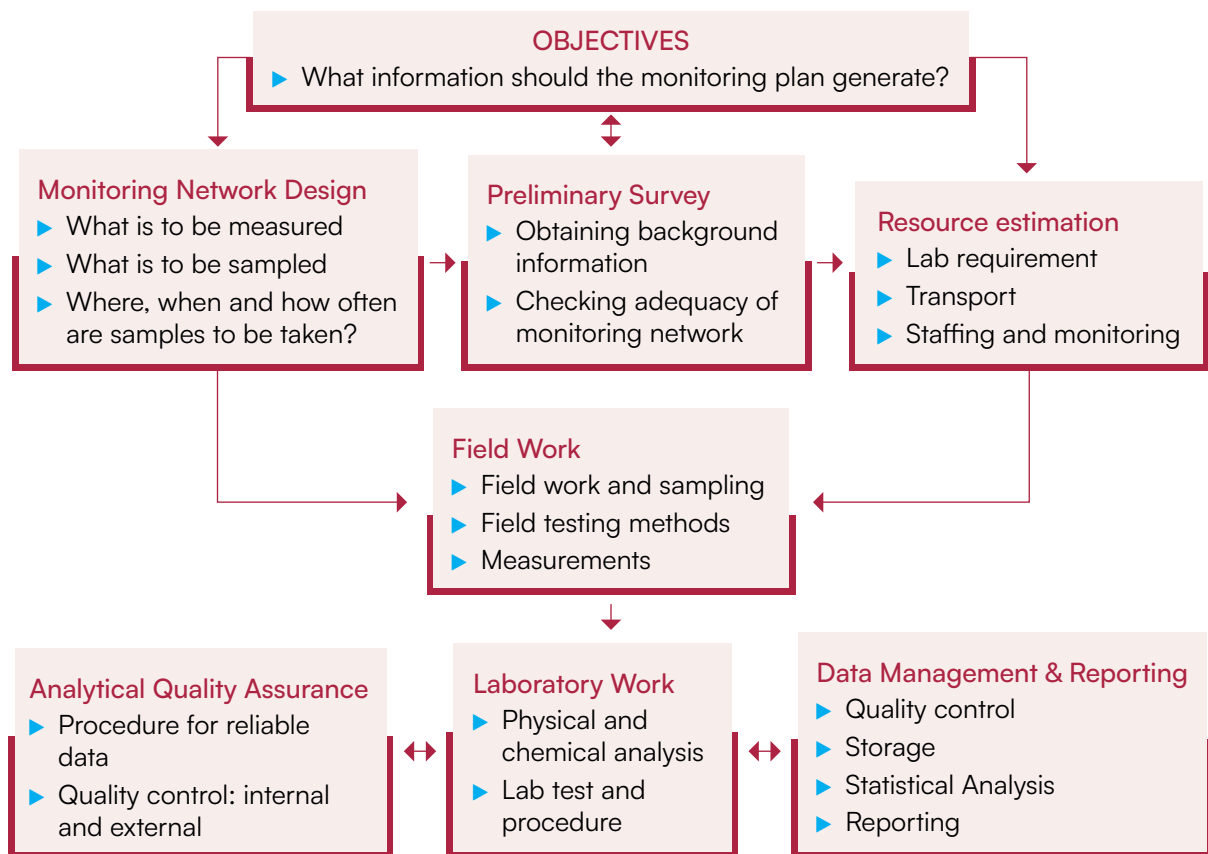 OBJECTIVES
What information should the monitoring plan generate?
Monitoring Network Design
What is to be measured
What is to be sampled
Where, when and how often
are samples to be taken?
Preliminary Survey
Obtaining background
information
Checking adequacy of
monitoring network
Resource estimation
Lab requirement
Transport
Staffing and monitoring
Field Work
Field work and sampling
Field testing methods
Measurements
Analytical Quality Assurance
Procedure for reliable
data
Quality control: internal
and external
Laboratory Work
Physical and
chemical analysis
Lab test and
procedure
Data Management & Reporting
Quality control
Storage
Statistical Analysis
Reporting